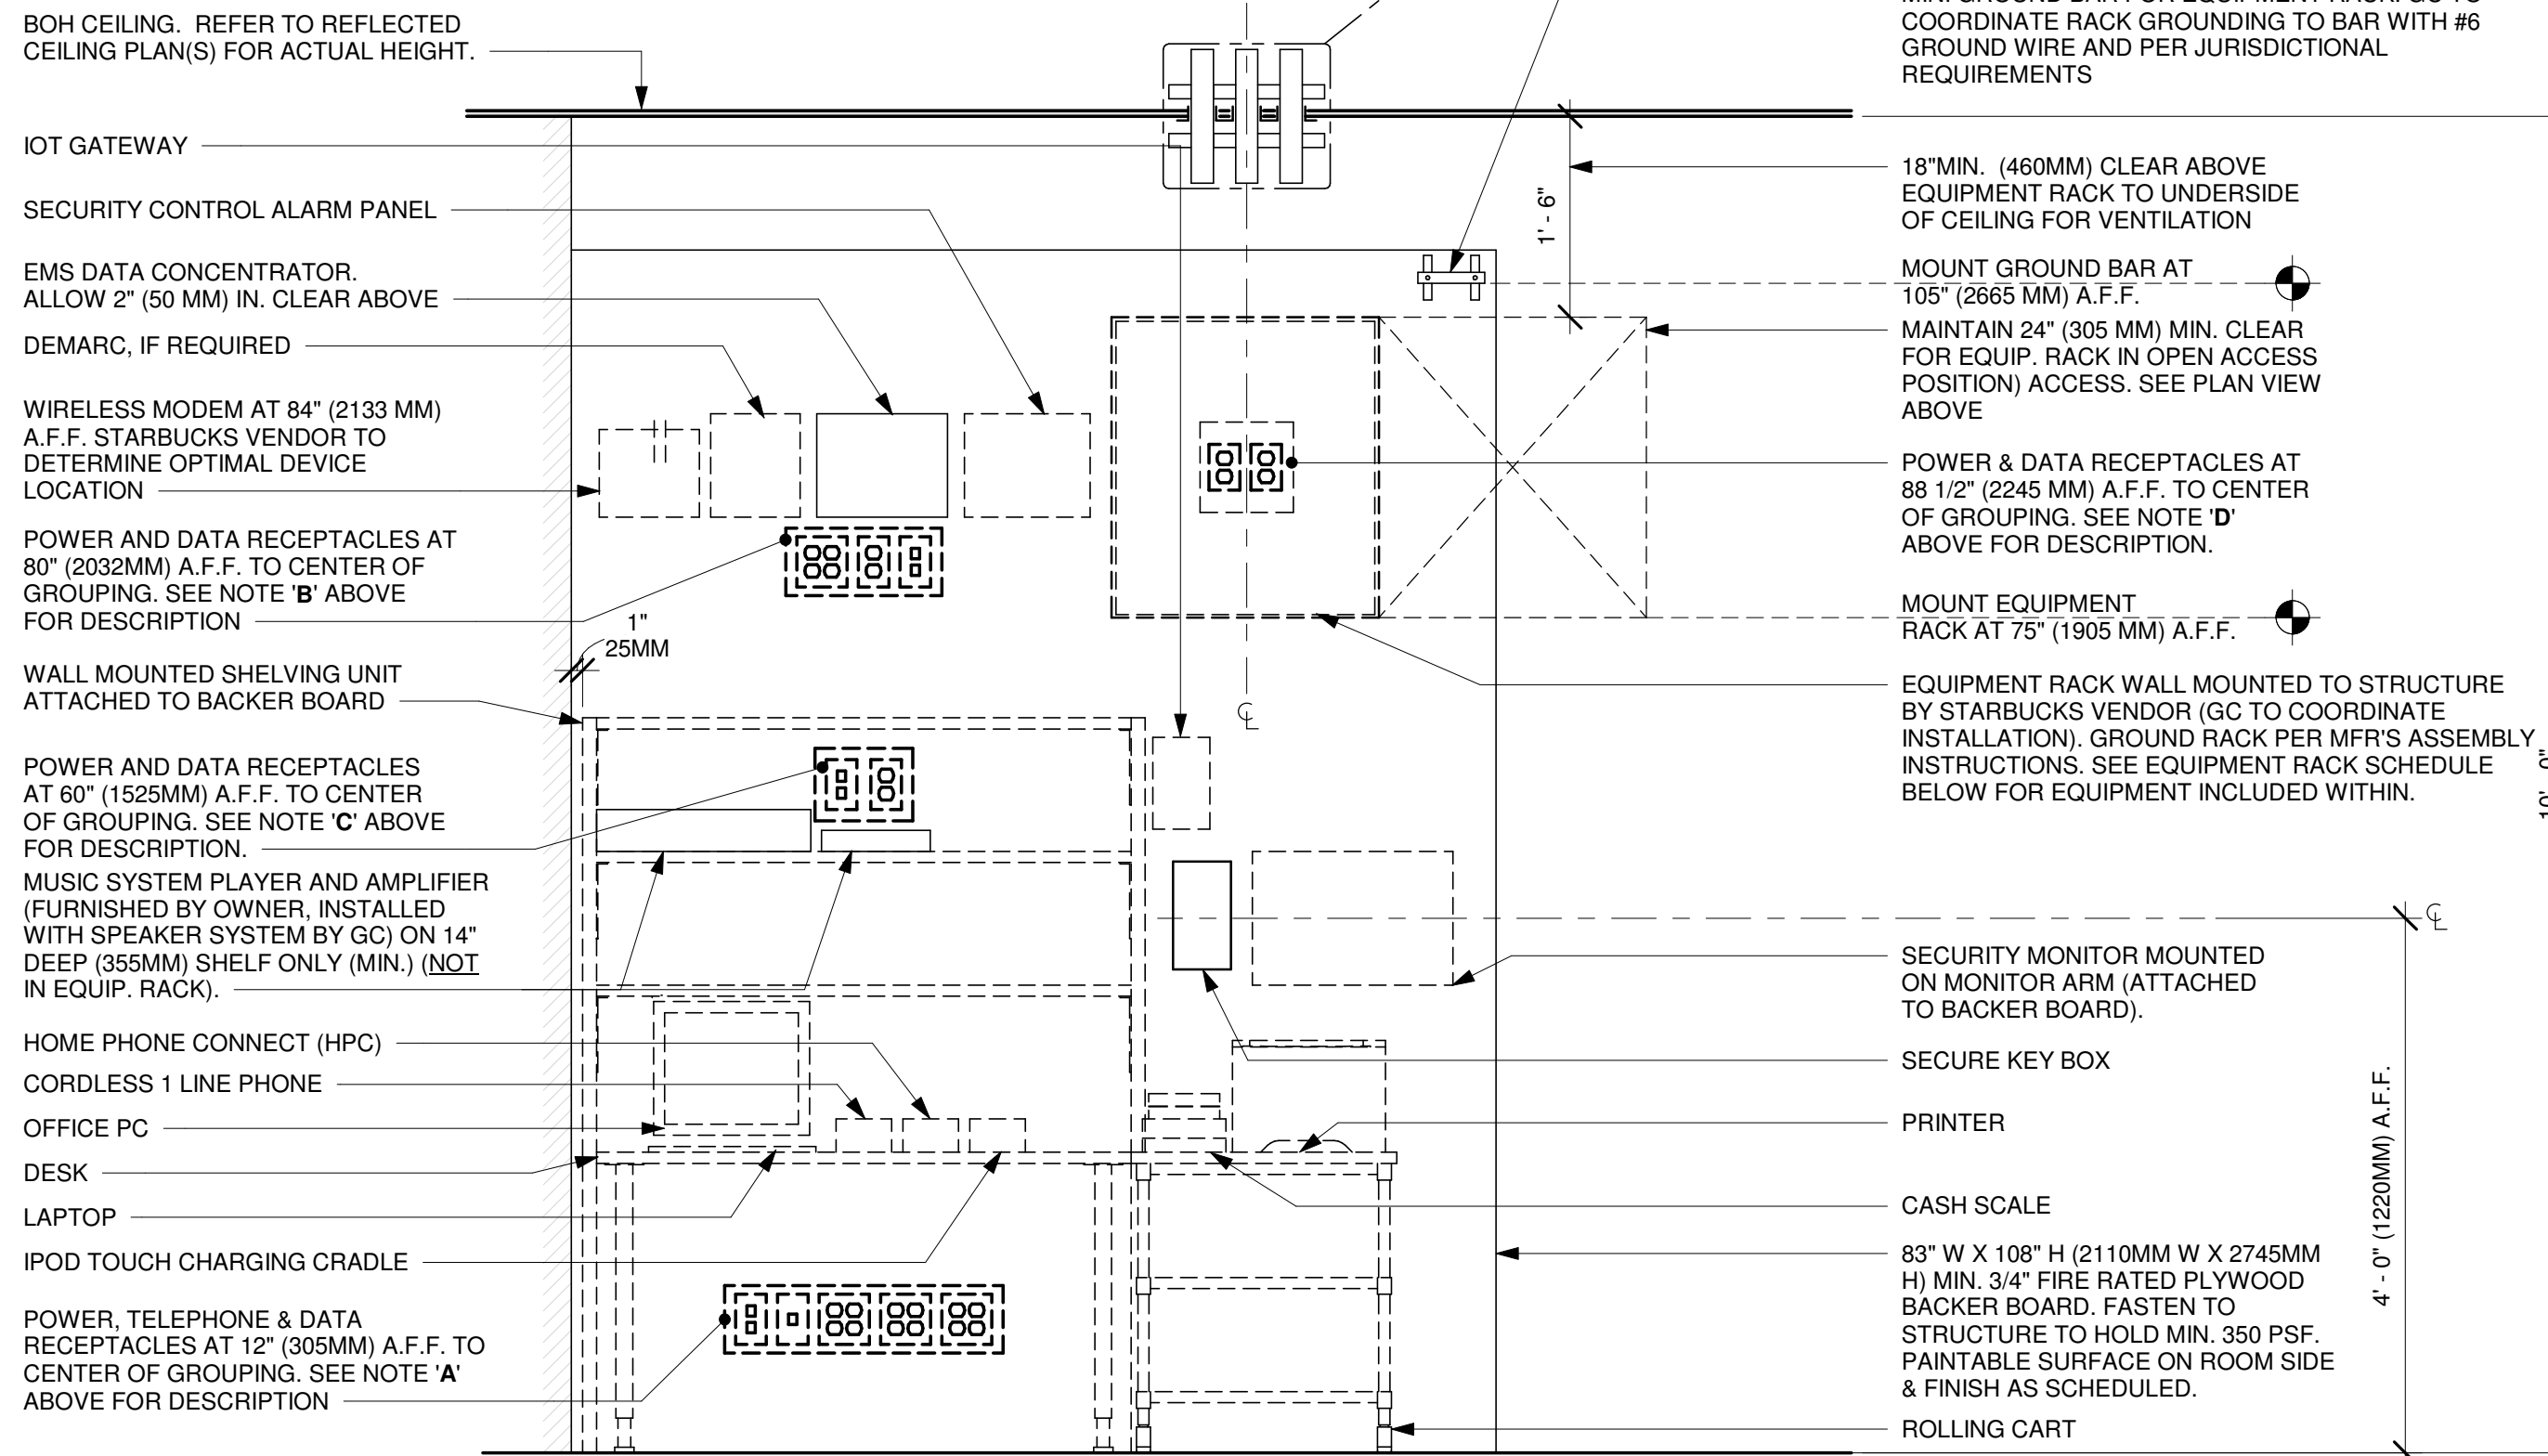 BOH CEILING.  REFER TO REFLECTED
CEILING PLAN(S) FOR ACTUAL HEIGHT.
IOT GATEWAY
SECURITY CONTROL ALARM PANEL
EMS DATA CONCENTRATOR.
ALLOW 2" (50 MM) IN. CLEAR ABOVE
DEMARC, IF REQUIRED
WIRELESS MODEM AT 84" (2133 MM)
A.F.F. STARBUCKS VENDOR TO
DETERMINE OPTIMAL DEVICE
LOCATION
POWER AND DATA RECEPTACLES AT
80" (2032MM) A.F.F. TO CENTER OF
GROUPING. SEE NOTE 'B' ABOVE
FOR DESCRIPTION
1"
25MM
WALL MOUNTED SHELVING UNIT
ATTACHED TO BACKER BOARD
POWER AND DATA RECEPTACLES
AT 60" (1525MM) A.F.F. TO CENTER
OF GROUPING. SEE NOTE 'C' ABOVE
FOR DESCRIPTION.
MUSIC SYSTEM PLAYER AND AMPLIFIER
(FURNISHED BY OWNER, INSTALLED
WITH SPEAKER SYSTEM BY GC) ON 14"
DEEP (355MM) SHELF ONLY (MIN.) (NOT
IN EQUIP. RACK).
HOME PHONE CONNECT (HPC)
CORDLESS 1 LINE PHONE
OFFICE PC
DESK
LAPTOP
IPOD TOUCH CHARGING CRADLE
POWER, TELEPHONE & DATA
RECEPTACLES AT 12" (305MM) A.F.F. TO
CENTER OF GROUPING. SEE NOTE 'A'
ABOVE FOR DESCRIPTION
1' - 6"
℄
MINI GROUND BAR FOR EQUIPMENT RACK. GC TO
COORDINATE RACK GROUNDING TO BAR WITH #6
GROUND WIRE AND PER JURISDICTIONAL
REQUIREMENTS
18"MIN.  (460MM) CLEAR ABOVE
EQUIPMENT RACK TO UNDERSIDE
OF CEILING FOR VENTILATION
MOUNT GROUND BAR AT
105" (2665 MM) A.F.F.
MAINTAIN 24" (305 MM) MIN. CLEAR
FOR EQUIP. RACK IN OPEN ACCESS
POSITION) ACCESS. SEE PLAN VIEW
ABOVE
POWER & DATA RECEPTACLES AT
88 1/2" (2245 MM) A.F.F. TO CENTER
OF GROUPING. SEE NOTE 'D'
ABOVE FOR DESCRIPTION.
MOUNT EQUIPMENT
RACK AT 75" (1905 MM) A.F.F.
EQUIPMENT RACK WALL MOUNTED TO STRUCTURE
BY STARBUCKS VENDOR (GC TO COORDINATE
INSTALLATION). GROUND RACK PER MFR'S ASSEMBLY
INSTRUCTIONS. SEE EQUIPMENT RACK SCHEDULE
BELOW FOR EQUIPMENT INCLUDED WITHIN.
10' - 0"
℄
SECURITY MONITOR MOUNTED
ON MONITOR ARM (ATTACHED
TO BACKER BOARD).
SECURE KEY BOX
PRINTER
CASH SCALE
83" W X 108" H (2110MM W X 2745MM
H) MIN. 3/4" FIRE RATED PLYWOOD
BACKER BOARD. FASTEN TO
STRUCTURE TO HOLD MIN. 350 PSF.
PAINTABLE SURFACE ON ROOM SIDE
& FINISH AS SCHEDULED.
ROLLING CART
4' - 0" (1220MM) A.F.F.